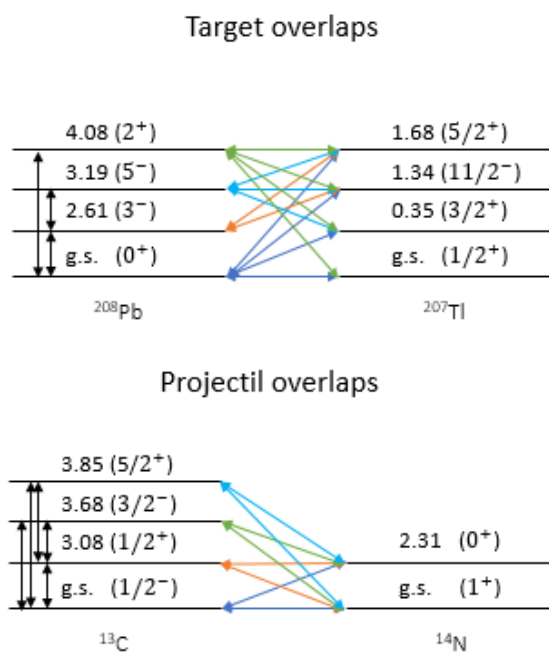 Target overlaps
4.08 (2⁺) 1.68 (5/2⁺)
3.19 (5⁻) 1.34 (11/2⁻)
2.61 (3⁻) 0.35 (3/2⁺)
g.s. (0⁺) g.s. (1/2⁺)
²⁰⁸Pb ²⁰⁷Tl
Projectil overlaps
3.85 (5/2⁺)
3.68 (3/2⁻)
3.08 (1/2⁺) 2.31 (0⁺)
g.s. (1/2⁻) g.s. (1⁺)
¹³C ¹⁴N